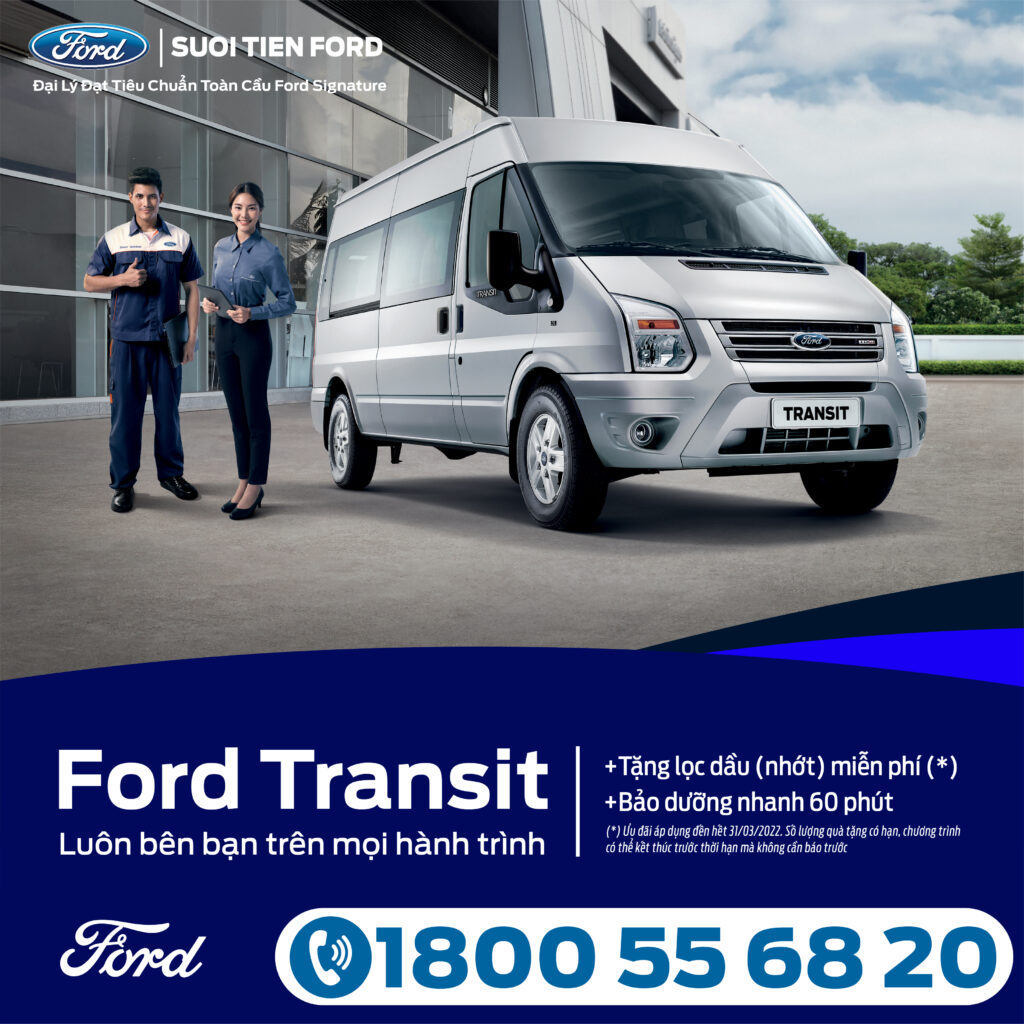 Ford | SUOI TIEN FORD
Đại Lý Đạt Tiêu Chuẩn Toàn Cầu Ford Signature
Ford
TRANSIT
Ford
TRANSIT
Ford Transit
Luôn bên bạn trên mọi hành trình
+Tặng lọc dầu (nhớt) miễn phí (*)
+Bảo dưỡng nhanh 60 phút
(*) Ưu đãi áp dụng đến hết 31/03/2022. Số lượng quà tặng có hạn, chương trình
có thể kết thúc trước thời hạn mà không cần báo trước
Ford
1800 55 68 20